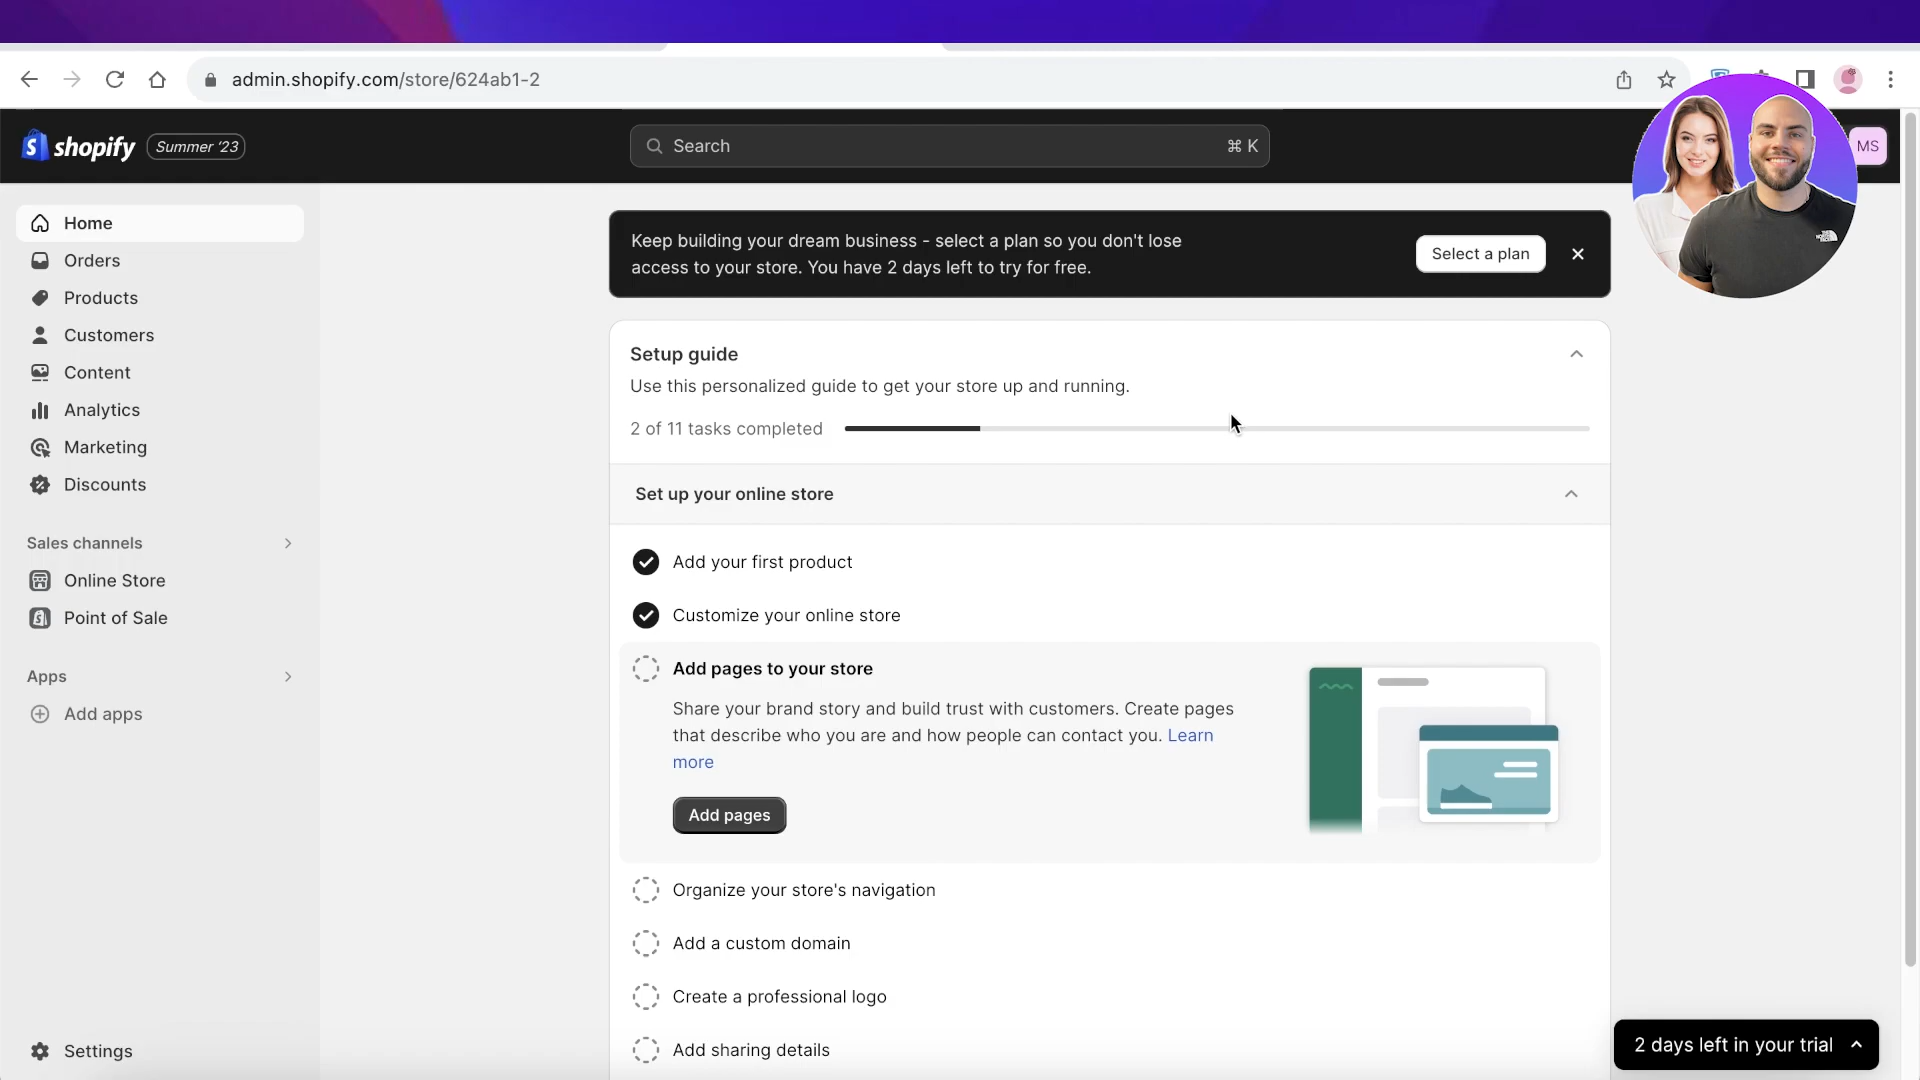 admin.shopify.com/store/624ab1-2
shopify
Summer '23
Search
⌘ K
MS
Home
Orders
Products
Customers
Content
Analytics
Marketing
Discounts
Sales channels
Online Store
Point of Sale
Apps
Add apps
Settings
Keep building your dream business - select a plan so you don't lose
access to your store. You have 2 days left to try for free.
Select a plan
Setup guide
Use this personalized guide to get your store up and running.
2 of 11 tasks completed
Set up your online store
Add your first product
Customize your online store
Add pages to your store
Share your brand story and build trust with customers. Create pages
that describe who you are and how people can contact you. Learn
more
Add pages
Organize your store's navigation
Add a custom domain
Create a professional logo
Add sharing details
2 days left in your trial